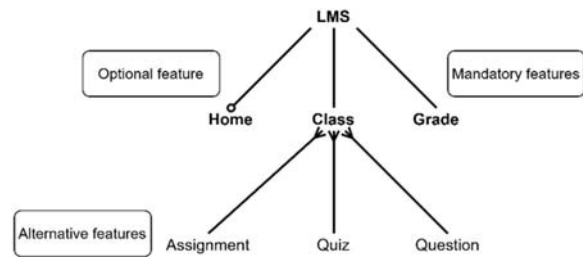 LMS
Optional feature
Mandatory features
Home
Class
Grade
Alternative features
Assignment
Quiz
Question